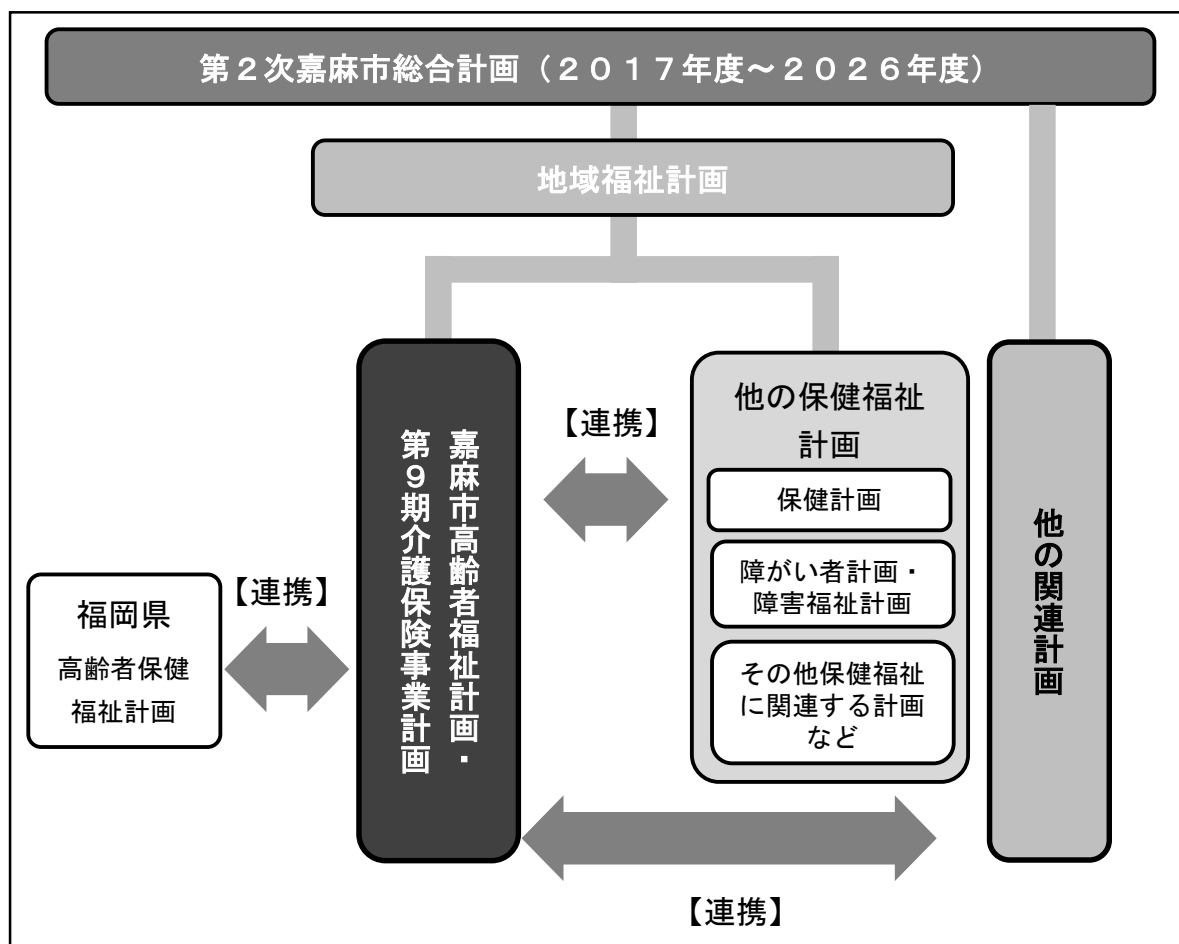 第２次嘉麻市総合計画（２０１７年度～２０２６年度）
地域福祉計画
嘉麻市高齢者福祉計画・
第９期介護保険事業計画
【連携】
他の保健福祉
計画
保健計画
障がい者計画・
障害福祉計画
その他保健福祉
に関連する計画
など
他の関連計画
【連携】
福岡県
高齢者保健
福祉計画
【連携】